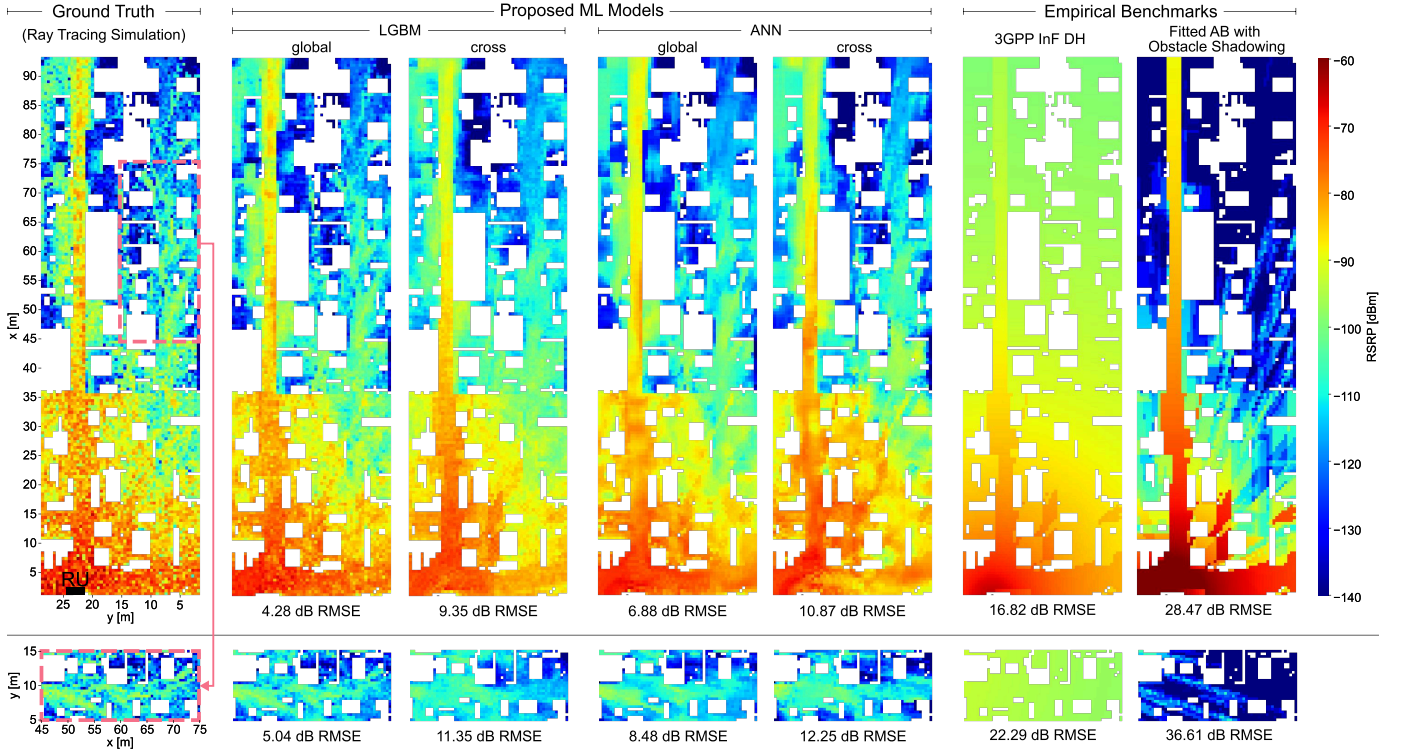 Ground Truth
Proposed ML Models
Empirical Benchmarks
(Ray Tracing Simulation)
LGBM
ANN
global
cross
global
cross
3GPP InF DH
Fitted AB with
Obstacle Shadowing
90
85
80
75
70
65
60
55
50
45
40
35
30
25
20
15
10
5
x [m]
RU
25 20 15 10 5
y [m]
−60
−70
−80
−90
−100
−110
−120
−130
−140
RSRP [dBm]
4.28 dB RMSE
9.35 dB RMSE
6.88 dB RMSE
10.87 dB RMSE
16.82 dB RMSE
28.47 dB RMSE
15
10
5
y [m]
45 50 55 60 65 70 75
x [m]
5.04 dB RMSE
11.35 dB RMSE
8.48 dB RMSE
12.25 dB RMSE
22.29 dB RMSE
36.61 dB RMSE